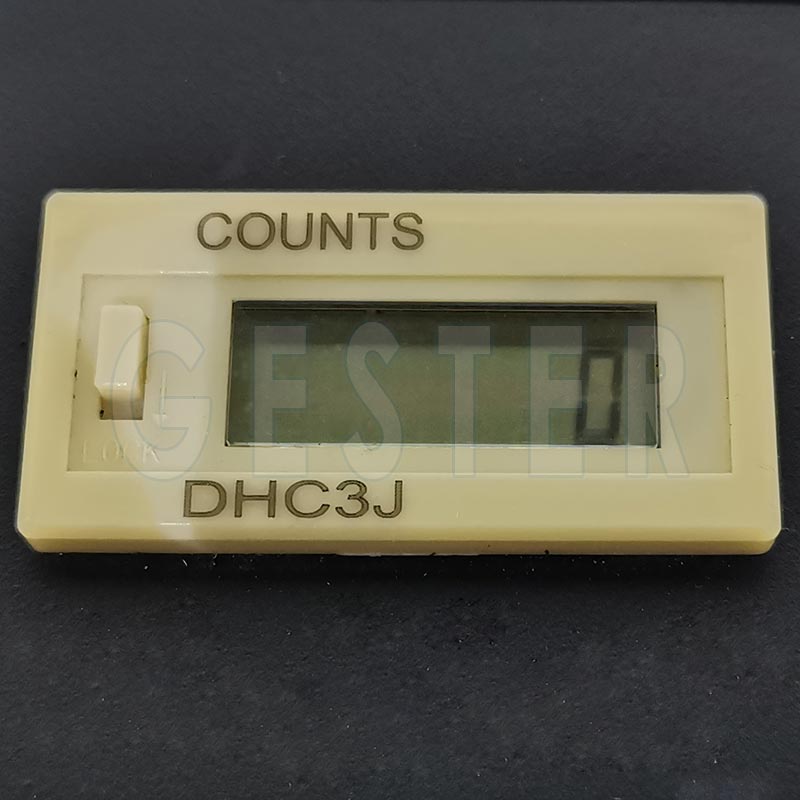 COUNTS
GESTER
0
LOCK
DHC3J